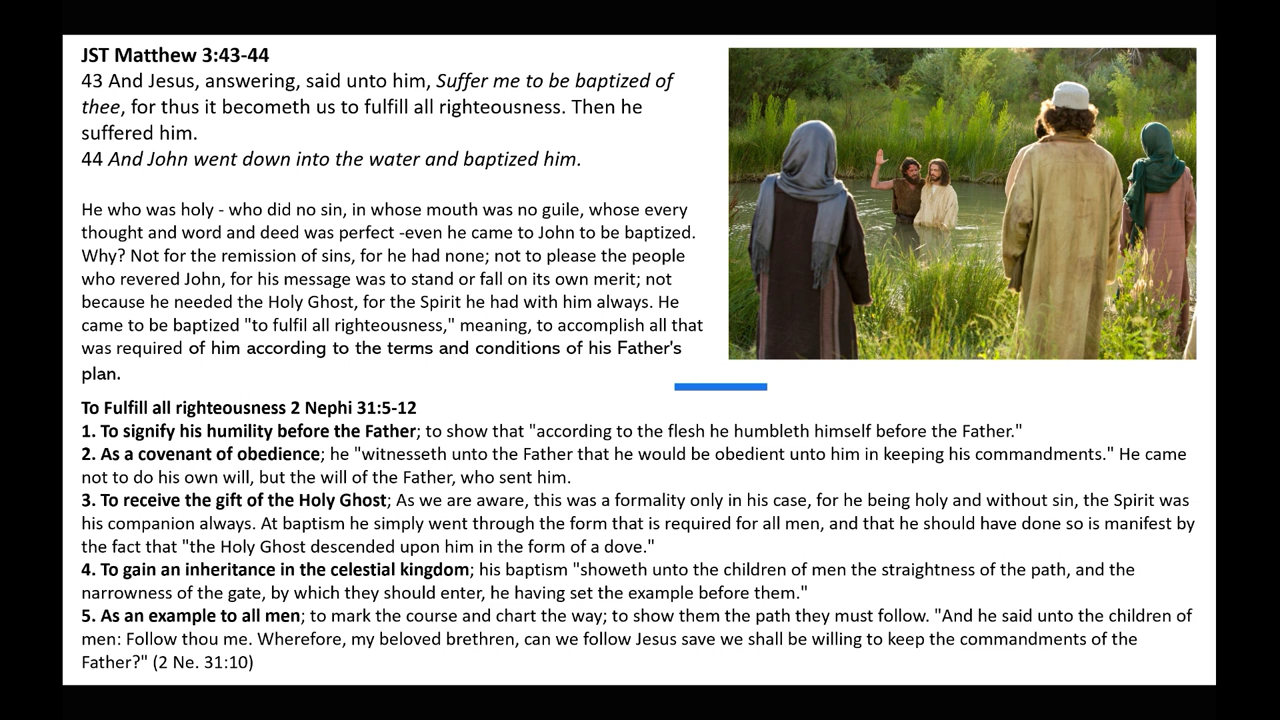 JST Matthew 3:43-44
43 And Jesus, answering, said unto him, Suffer me to be baptized of
thee, for thus it becometh us to fulfill all righteousness. Then he
suffered him.
44 And John went down into the water and baptized him.
He who was holy - who did no sin, in whose mouth was no guile, whose every
thought and word and deed was perfect -even he came to John to be baptized.
Why? Not for the remission of sins, for he had none; not to please the people
who revered John, for his message was to stand or fall on its own merit; not
because he needed the Holy Ghost, for the Spirit he had with him always. He
came to be baptized "to fulfil all righteousness," meaning, to accomplish all that
was required of him according to the terms and conditions of his Father's
plan.
To Fulfill all righteousness 2 Nephi 31:5-12
1. To signify his humility before the Father; to show that "according to the flesh he humbleth himself before the Father."
2. As a covenant of obedience; he "witnesseth unto the Father that he would be obedient unto him in keeping his commandments." He came
not to do his own will, but the will of the Father, who sent him.
3. To receive the gift of the Holy Ghost; As we are aware, this was a formality only in his case, for he being holy and without sin, the Spirit was
his companion always. At baptism he simply went through the form that is required for all men, and that he should have done so is manifest by
the fact that "the Holy Ghost descended upon him in the form of a dove."
4. To gain an inheritance in the celestial kingdom; his baptism "showeth unto the children of men the straightness of the path, and the
narrowness of the gate, by which they should enter, he having set the example before them."
5. As an example to all men; to mark the course and chart the way; to show them the path they must follow. "And he said unto the children of
men: Follow thou me. Wherefore, my beloved brethren, can we follow Jesus save we shall be willing to keep the commandments of the
Father?" (2 Ne. 31:10)